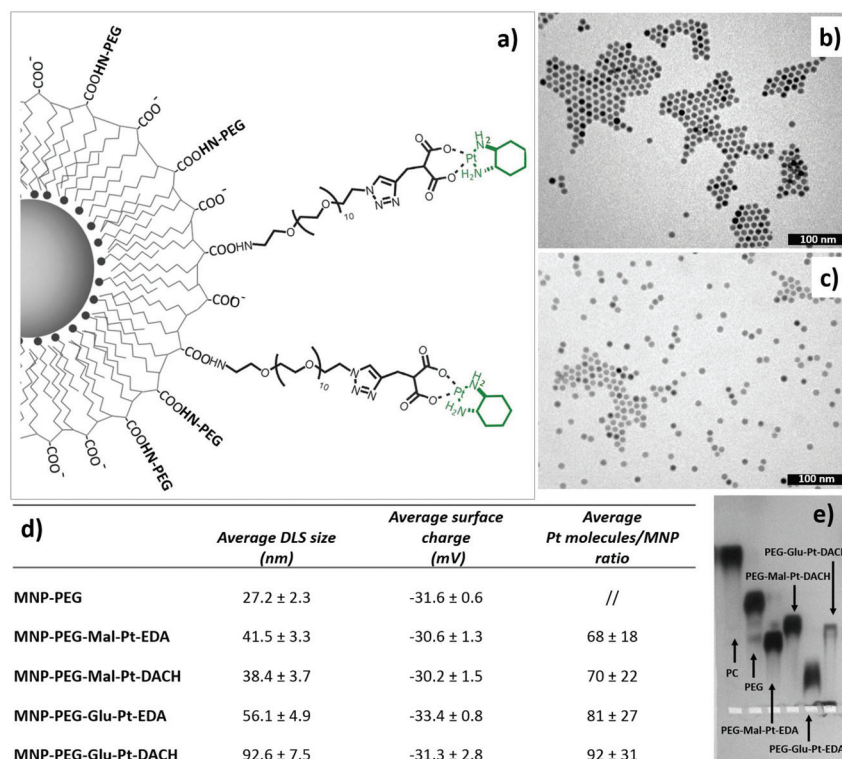 a)
COO⁻
COOHN-PEG
COO⁻
COOHN-PEG
COO⁻
COOHN
O
O
10
N
N=N
O
O
O
O
Pt
H
N₂
H₂N
COO⁻
COOHN
O
O
10
N
N=N
O
O
O
O
Pt
H
N₂
H₂N
COOHN-PEG
COO⁻
COOHN-PEG
COO⁻
COO⁻
b)
100 nm
c)
100 nm
d)
Average DLS size
(nm)
Average surface
charge
(mV)
Average
Pt molecules/MNP
ratio
MNP-PEG 27.2 ± 2.3 -31.6 ± 0.6 //
MNP-PEG-Mal-Pt-EDA 41.5 ± 3.3 -30.6 ± 1.3 68 ± 18
MNP-PEG-Mal-Pt-DACH 38.4 ± 3.7 -30.2 ± 1.5 70 ± 22
MNP-PEG-Glu-Pt-EDA 56.1 ± 4.9 -33.4 ± 0.8 81 ± 27
MNP-PEG-Glu-Pt-DACH 92.6 ± 7.5 -31.3 ± 2.8 92 ± 31
e)
PEG-Glu-Pt-DACH
PEG-Mal-Pt-DACH
PC
PEG
PEG-Mal-Pt-EDA
PEG-Glu-Pt-EDA